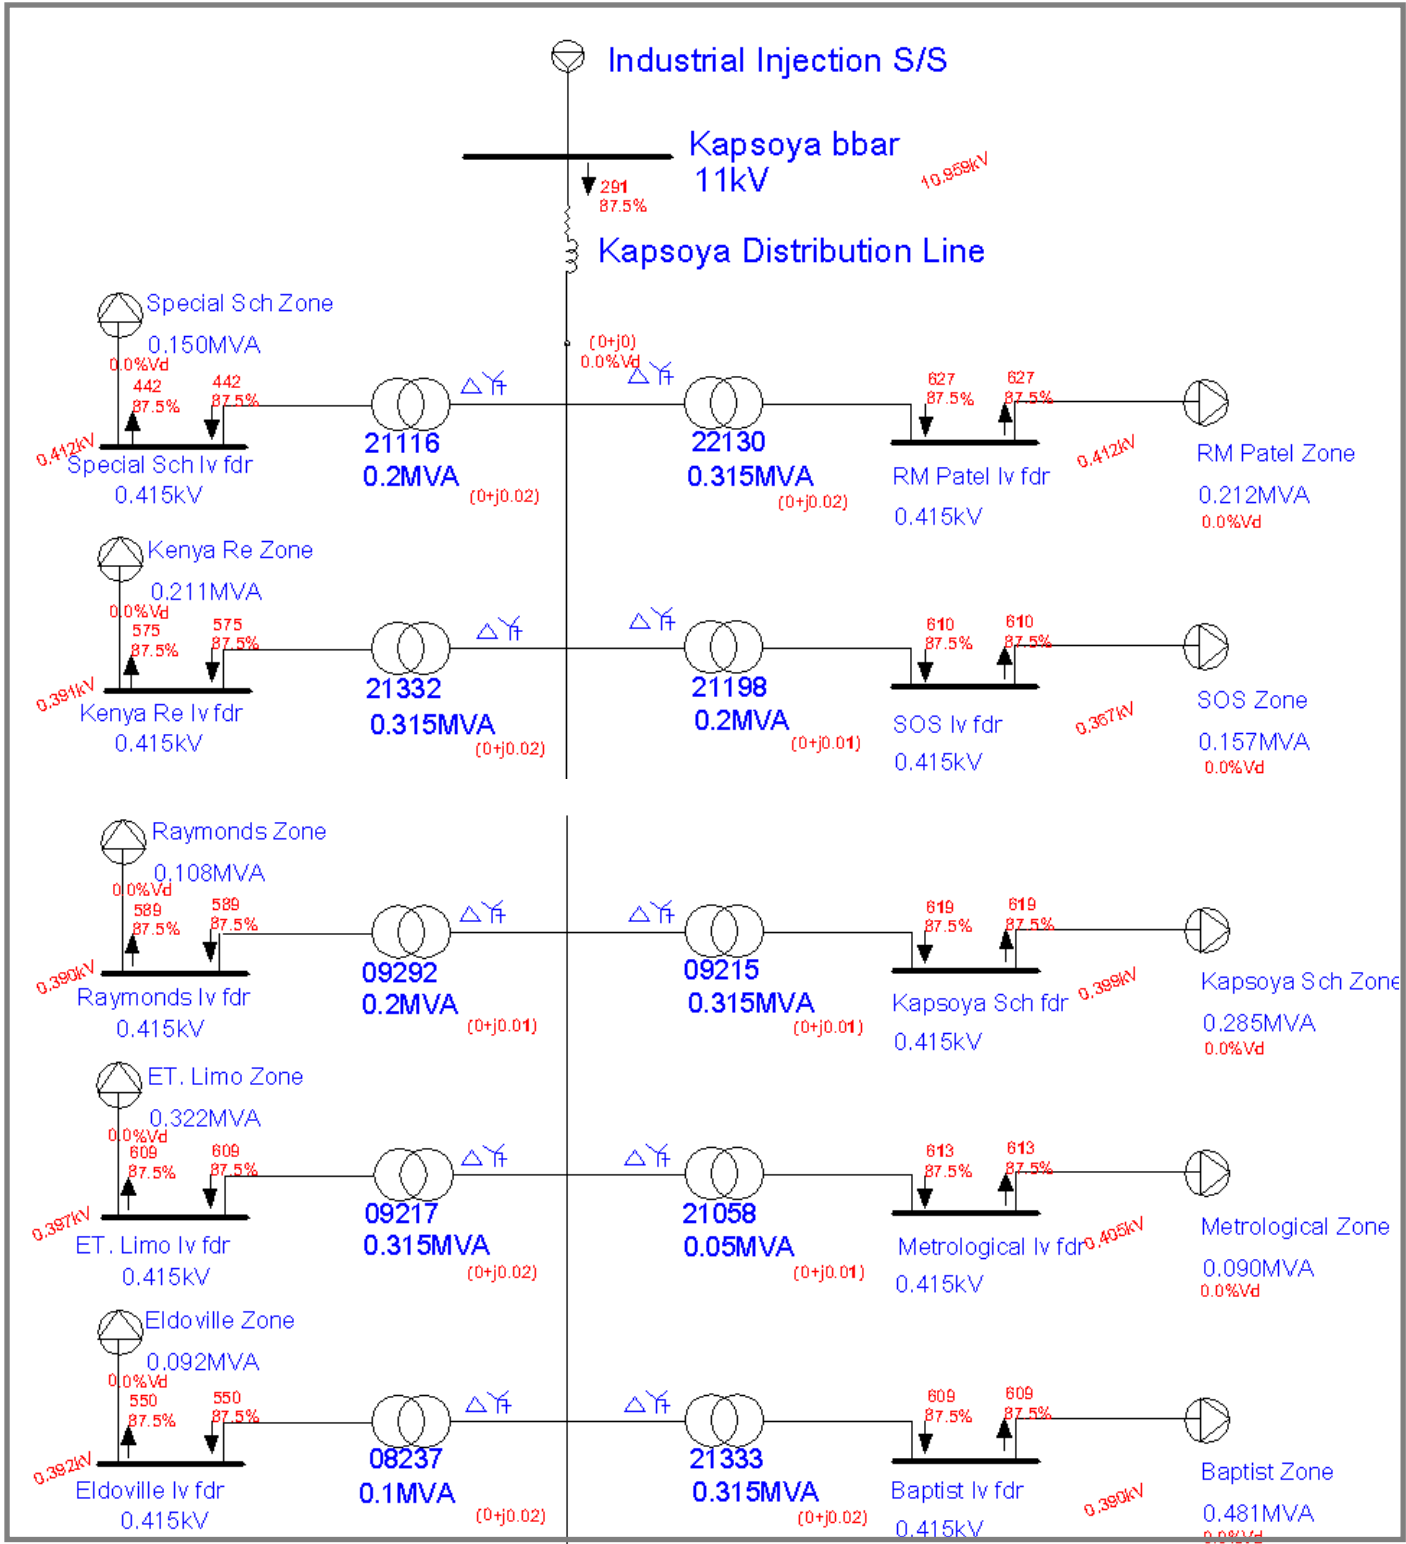 Industrial Injection S/S
Kapsoya bbar
11kV
10.959kV
291
87.5%
Kapsoya Distribution Line
(0+j0)
0.0%Vd
Special Sch Zone
0.150MVA
0.0%Vd
442
87.5%
442
87.5%
0.412kV
Special Sch lv fdr
0.415kV
21116
0.2MVA
(0+j0.02)
22130
0.315MVA
(0+j0.02)
627
87.5%
627
87.5%
RM Patel lv fdr
0.415kV
0.412kV
RM Patel Zone
0.212MVA
0.0%Vd
Kenya Re Zone
0.211MVA
0.0%Vd
575
87.5%
575
87.5%
0.391kV
Kenya Re lv fdr
0.415kV
21332
0.315MVA
(0+j0.02)
21198
0.2MVA
(0+j0.01)
610
87.5%
610
87.5%
SOS lv fdr
0.415kV
0.367kV
SOS Zone
0.157MVA
0.0%Vd
Raymonds Zone
0.108MVA
0.0%Vd
589
87.5%
589
87.5%
0.390kV
Raymonds lv fdr
0.415kV
09292
0.2MVA
(0+j0.01)
09215
0.315MVA
(0+j0.01)
619
87.5%
619
87.5%
Kapsoya Sch fdr
0.415kV
0.399kV
Kapsoya Sch Zone
0.285MVA
0.0%Vd
ET. Limo Zone
0.322MVA
0.0%Vd
609
87.5%
609
87.5%
0.397kV
ET. Limo lv fdr
0.415kV
09217
0.315MVA
(0+j0.02)
21058
0.05MVA
(0+j0.01)
613
87.5%
613
87.5%
Metrological lv fdr
0.415kV
0.405kV
Metrological Zone
0.090MVA
0.0%Vd
Eldoville Zone
0.092MVA
0.0%Vd
550
87.5%
550
87.5%
0.392kV
Eldoville lv fdr
0.415kV
08237
0.1MVA
(0+j0.02)
21333
0.315MVA
(0+j0.02)
609
87.5%
609
87.5%
Baptist lv fdr
0.415kV
0.390kV
Baptist Zone
0.481MVA
0.0%Vd